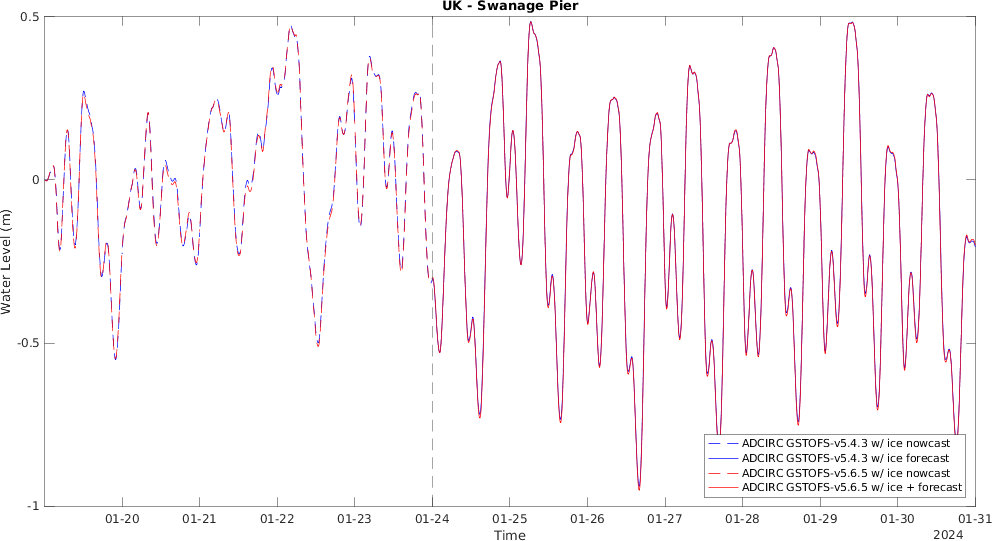 UK - Swanage Pier
0.5
0
-0.5
-1
Water Level (m)
ADCIRC GSTOFS-v5.4.3 w/ ice nowcast
ADCIRC GSTOFS-v5.4.3 w/ ice forecast
ADCIRC GSTOFS-v5.6.5 w/ ice nowcast
ADCIRC GSTOFS-v5.6.5 w/ ice + forecast
01-20 01-21 01-22 01-23 01-24 01-25 01-26 01-27 01-28 01-29 01-30 01-31
Time
2024